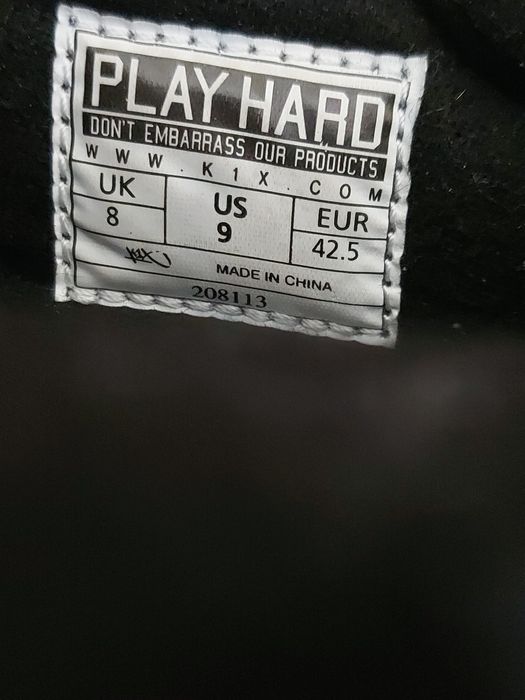 PLAY HARD
DON'T EMBARRASS OUR PRODUCTS
WWW.K1X.COM
UK US EUR
8 9 42.5
K1X
MADE IN CHINA
208113